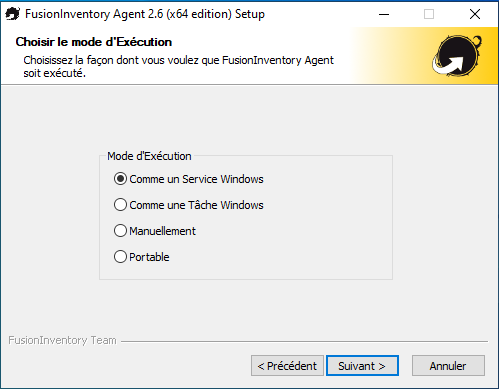 FusionInventory Agent 2.6 (x64 edition) Setup
Choisir le mode d'Exécution
Choisissez la façon dont vous voulez que FusionInventory Agent
soit exécuté.
Mode d'Exécution
Comme un Service Windows
Comme une Tâche Windows
Manuellement
Portable
FusionInventory Team
< Précédent
Suivant >
Annuler